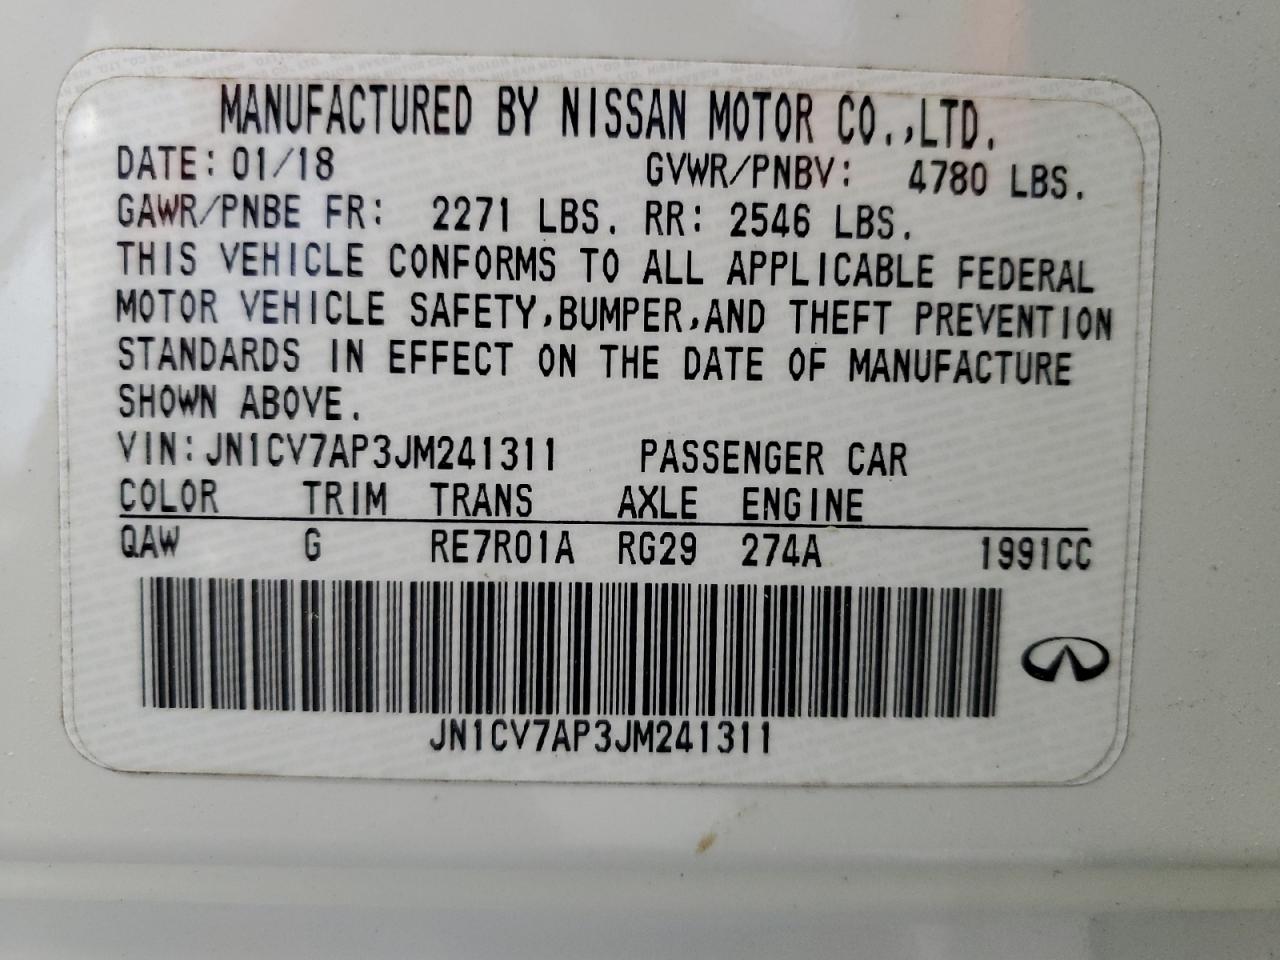 MANUFACTURED BY NISSAN MOTOR CO.,LTD.
DATE: 01/18 GVWR/PNBV: 4780 LBS.
GAWR/PNBE FR: 2271 LBS. RR: 2546 LBS.
THIS VEHICLE CONFORMS TO ALL APPLICABLE FEDERAL
MOTOR VEHICLE SAFETY,BUMPER,AND THEFT PREVENTION
STANDARDS IN EFFECT ON THE DATE OF MANUFACTURE
SHOWN ABOVE.
VIN:JN1CV7AP3JM241311 PASSENGER CAR
COLOR TRIM TRANS AXLE ENGINE
QAW G RE7R01A RG29 274A 1991CC
JN1CV7AP3JM241311